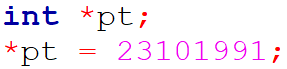 int *pt;
*pt = 23101991;